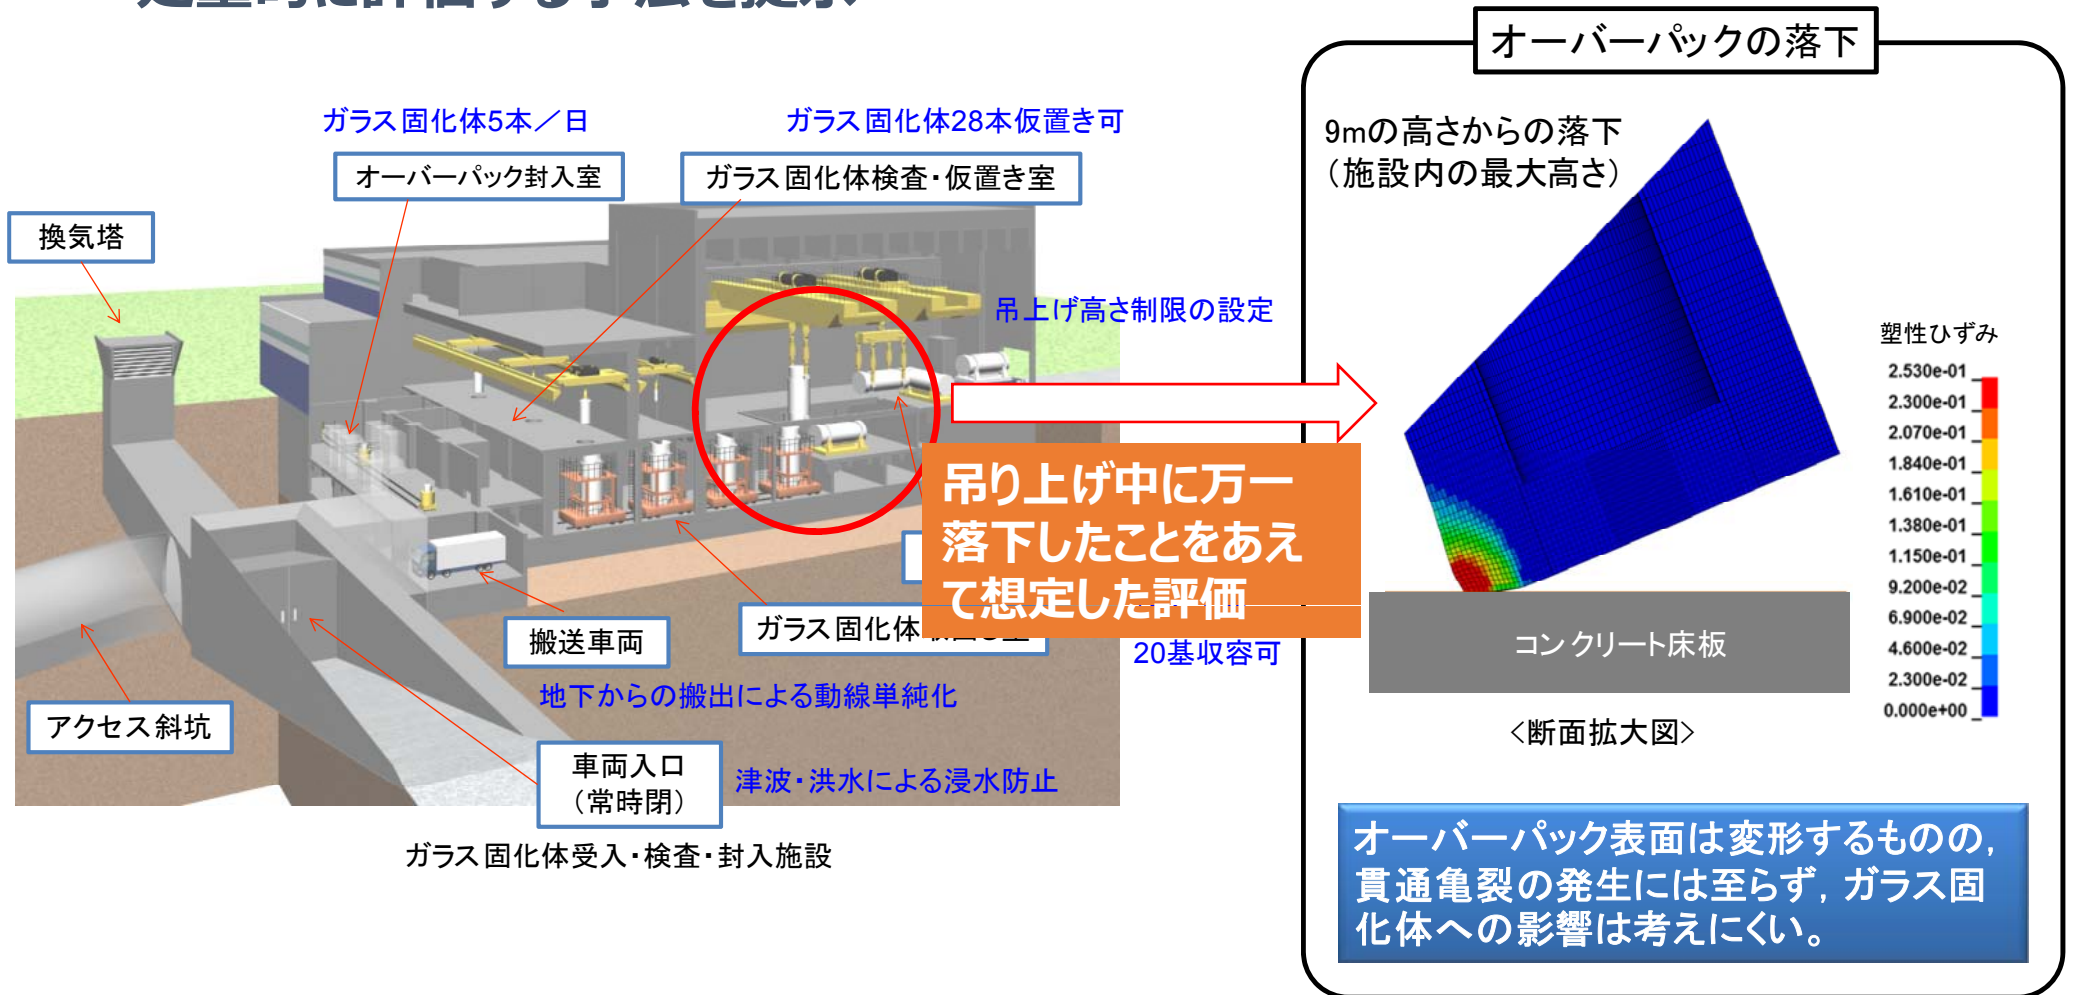 定量的に評価する手法を提示
オーバーパックの落下
ガラス固化体5本／日
ガラス固化体28本仮置き可
オーバーパック封入室
ガラス固化体検査・仮置き室
換気塔
吊上げ高さ制限の設定
9mの高さからの落下
（施設内の最大高さ）
塑性ひずみ
2.530e-01
2.300e-01
2.070e-01
1.840e-01
1.610e-01
1.380e-01
1.150e-01
9.200e-02
6.900e-02
4.600e-02
2.300e-02
0.000e+00
吊り上げ中に万一
落下したことをあえ
て想定した評価
ガラス固化体
20基収容可
搬送車両
地下からの搬出による動線単純化
アクセス斜坑
車両入口
（常時閉）
津波・洪水による浸水防止
ガラス固化体受入・検査・封入施設
コンクリート床板
<断面拡大図>
オーバーパック表面は変形するものの,
貫通亀裂の発生には至らず, ガラス固
化体への影響は考えにくい。